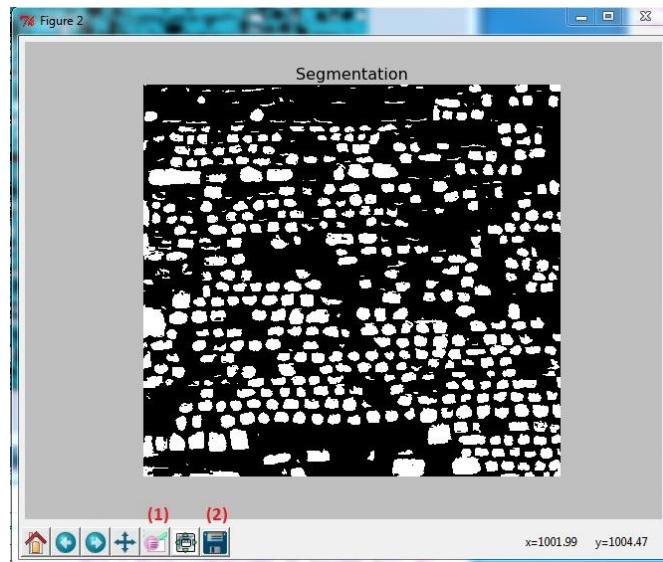 Figure 2
Segmentation
(1) (2)
x=1001.99 y=1004.47